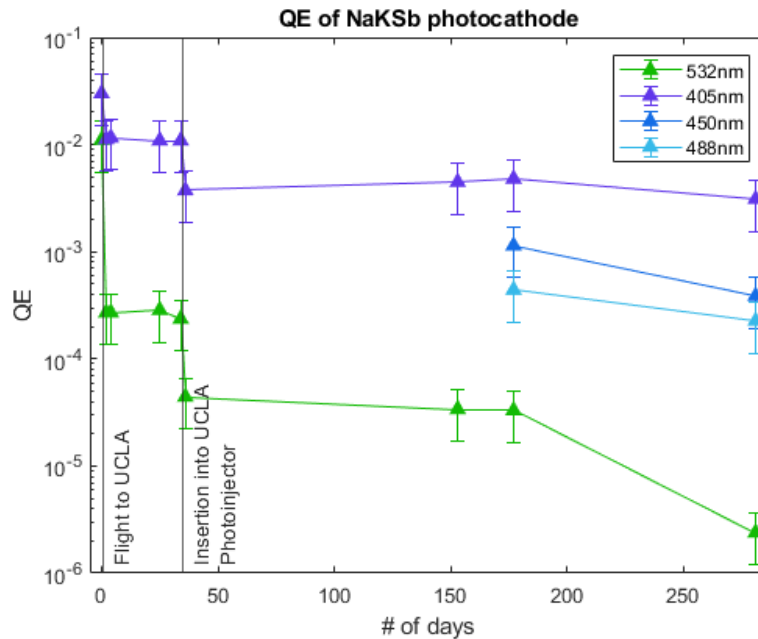 QE of NaKSb photocathode
10^-1
10^-2
10^-3
10^-4
10^-5
10^-6
QE
532nm
405nm
450nm
488nm
Flight to UCLA
Insertion into UCLA
Photoinjector
0
50
100
150
200
250
# of days